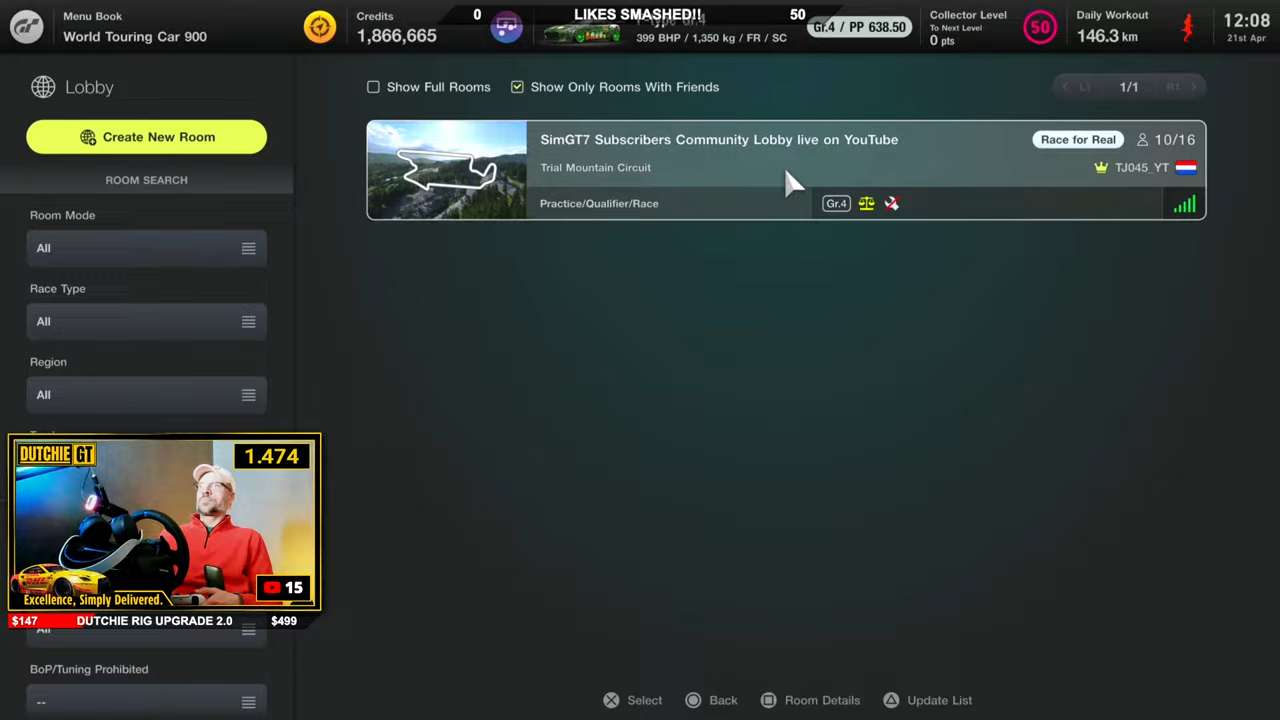 Menu Book
World Touring Car 900
Credits
1,866,665
0
LIKES SMASHED!!
50
399 BHP / 1,350 kg / FR / SC
Gr.4 / PP 638.50
Collector Level
To Next Level
0 pts
50
Daily Workout
146.3 km
12:08
21st Apr
Lobby
Create New Room
ROOM SEARCH
Room Mode
All
Race Type
All
Region
All
Show Full Rooms
Show Only Rooms With Friends
L1
1/1
R1
SimGT7 Subscribers Community Lobby live on YouTube
Race for Real
10/16
Trial Mountain Circuit
TJ045_YT
Practice/Qualifier/Race
Gr.4
DUTCHIE GT
1.474
DHL
15
Excellence, Simply Delivered.
$147
DUTCHIE RIG UPGRADE 2.0
$499
All
BoP/Tuning Prohibited
--
Select
Back
Room Details
Update List